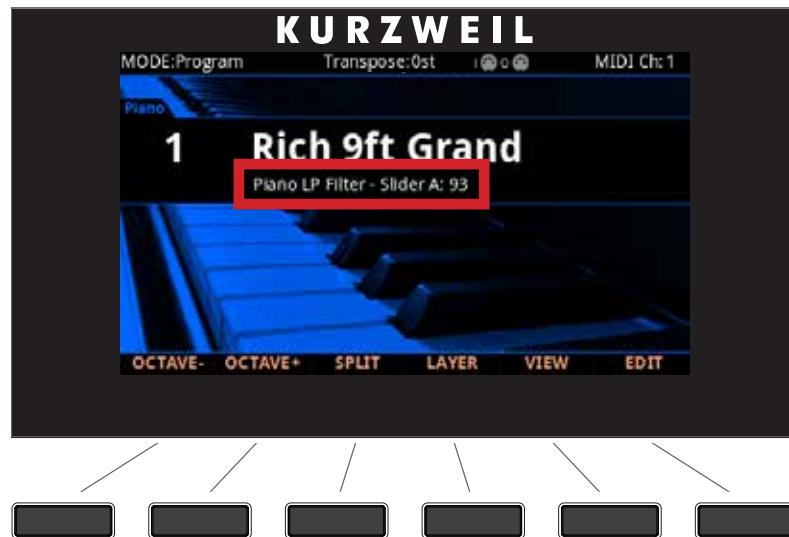 KURZWEIL
MODE:Program Transpose:0st I O MIDI Ch: 1
Piano
1 Rich 9ft Grand
Piano LP Filter - Slider A: 93
OCTAVE- OCTAVE+ SPLIT LAYER VIEW EDIT